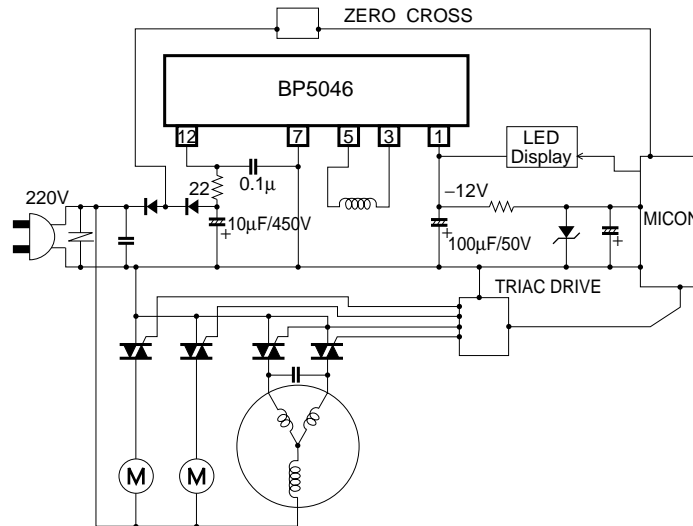 ZERO CROSS
BP5046
12 7 5 3 1
LED
Display
220V
22
0.1μ
−12V
10μF/450V
100μF/50V
MICON
TRIAC DRIVE
M M